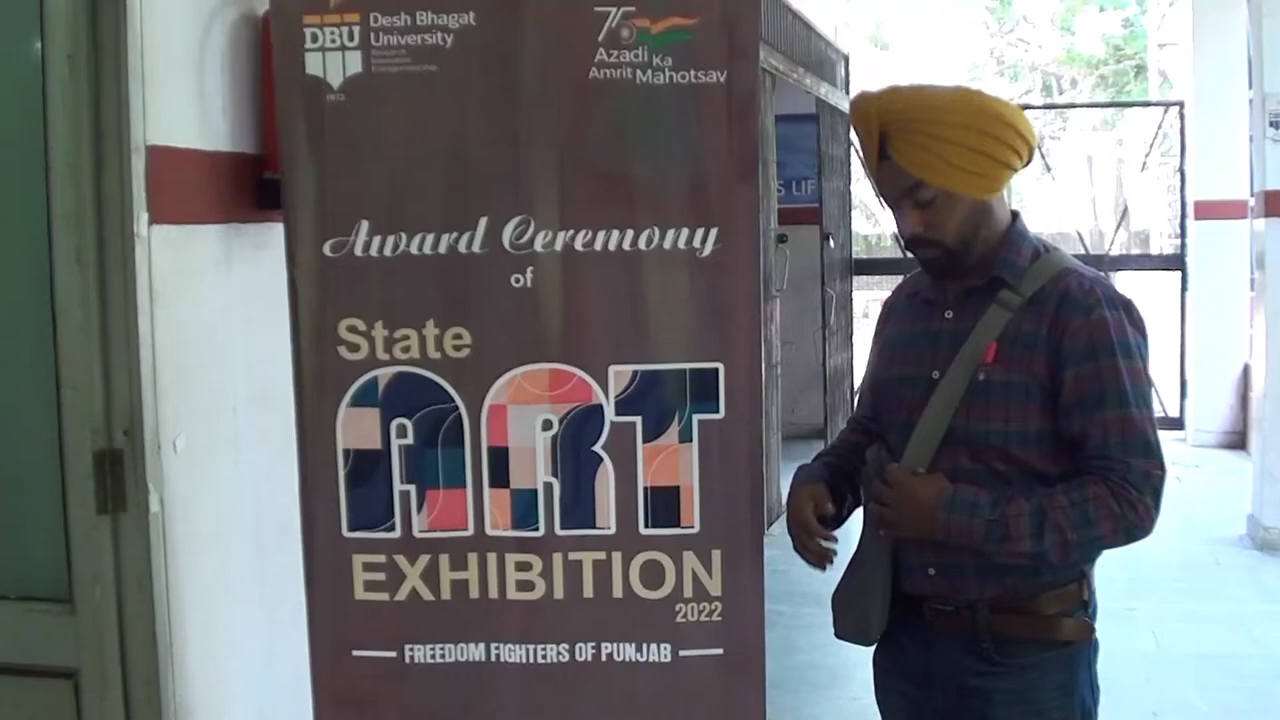 DBU
Desh Bhagat
University
75
Azadi Ka
Amrit Mahotsav
Award Ceremony
of
State
ART
EXHIBITION
2022
FREEDOM FIGHTERS OF PUNJAB
S LIF